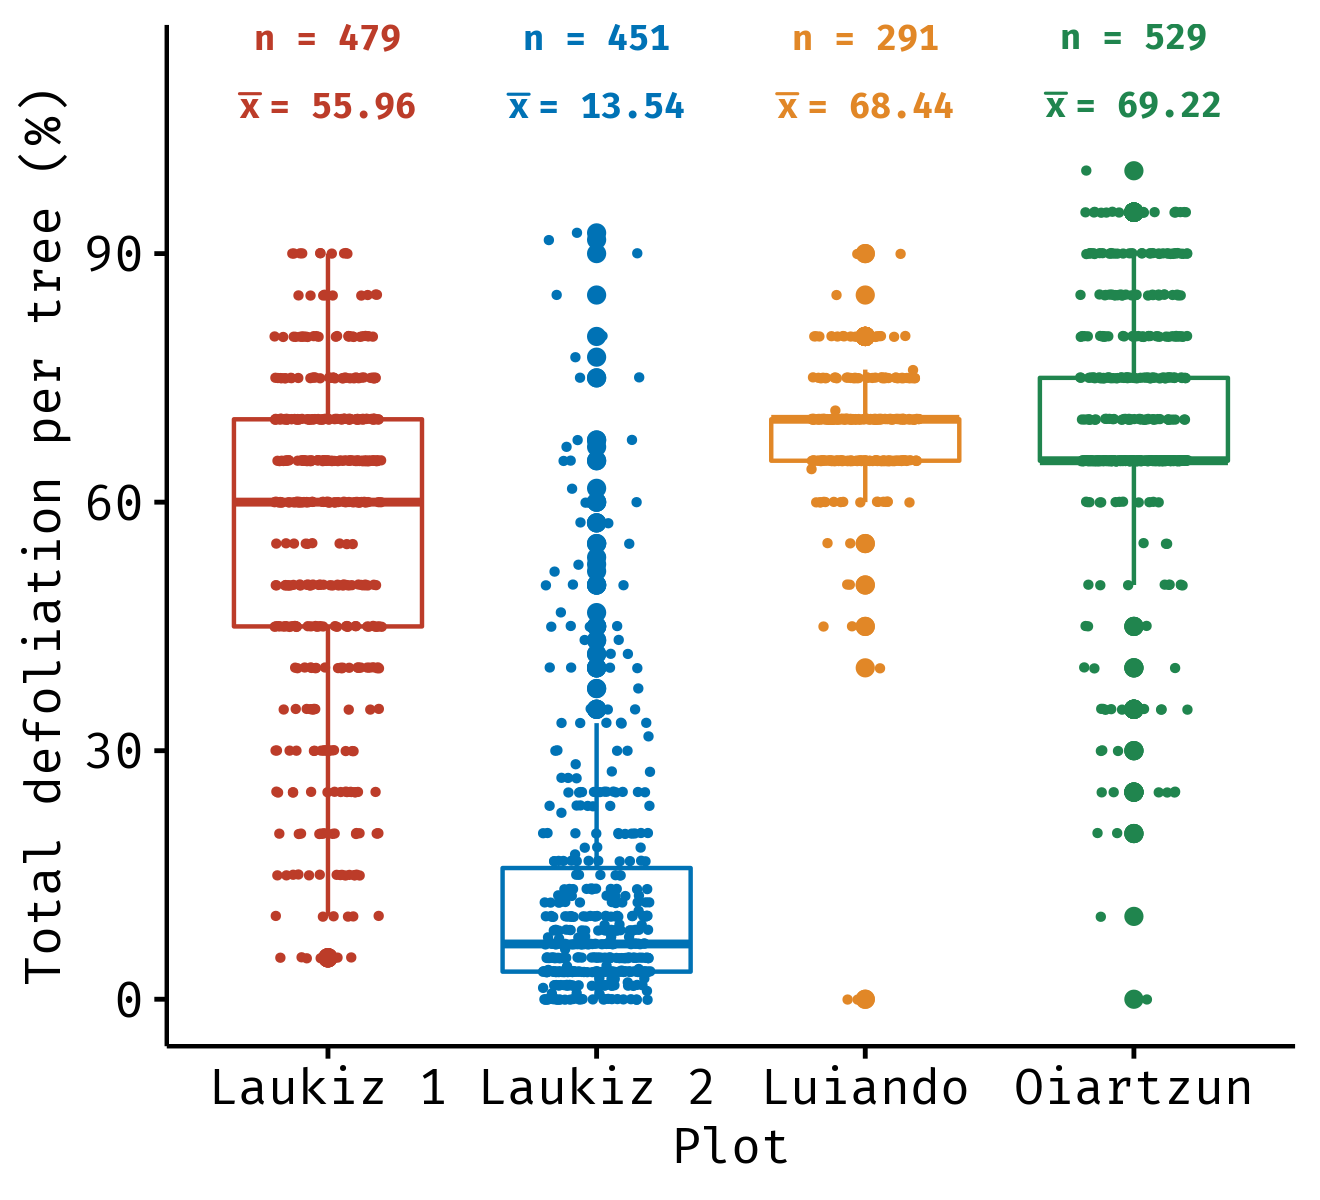 n = 479 n = 451 n = 291 n = 529
x̅ = 55.96 x̅ = 13.54 x̅ = 68.44 x̅ = 69.22
Total defoliation per tree (%)
90
60
30
0
Laukiz 1 Laukiz 2 Luiando Oiartzun
Plot